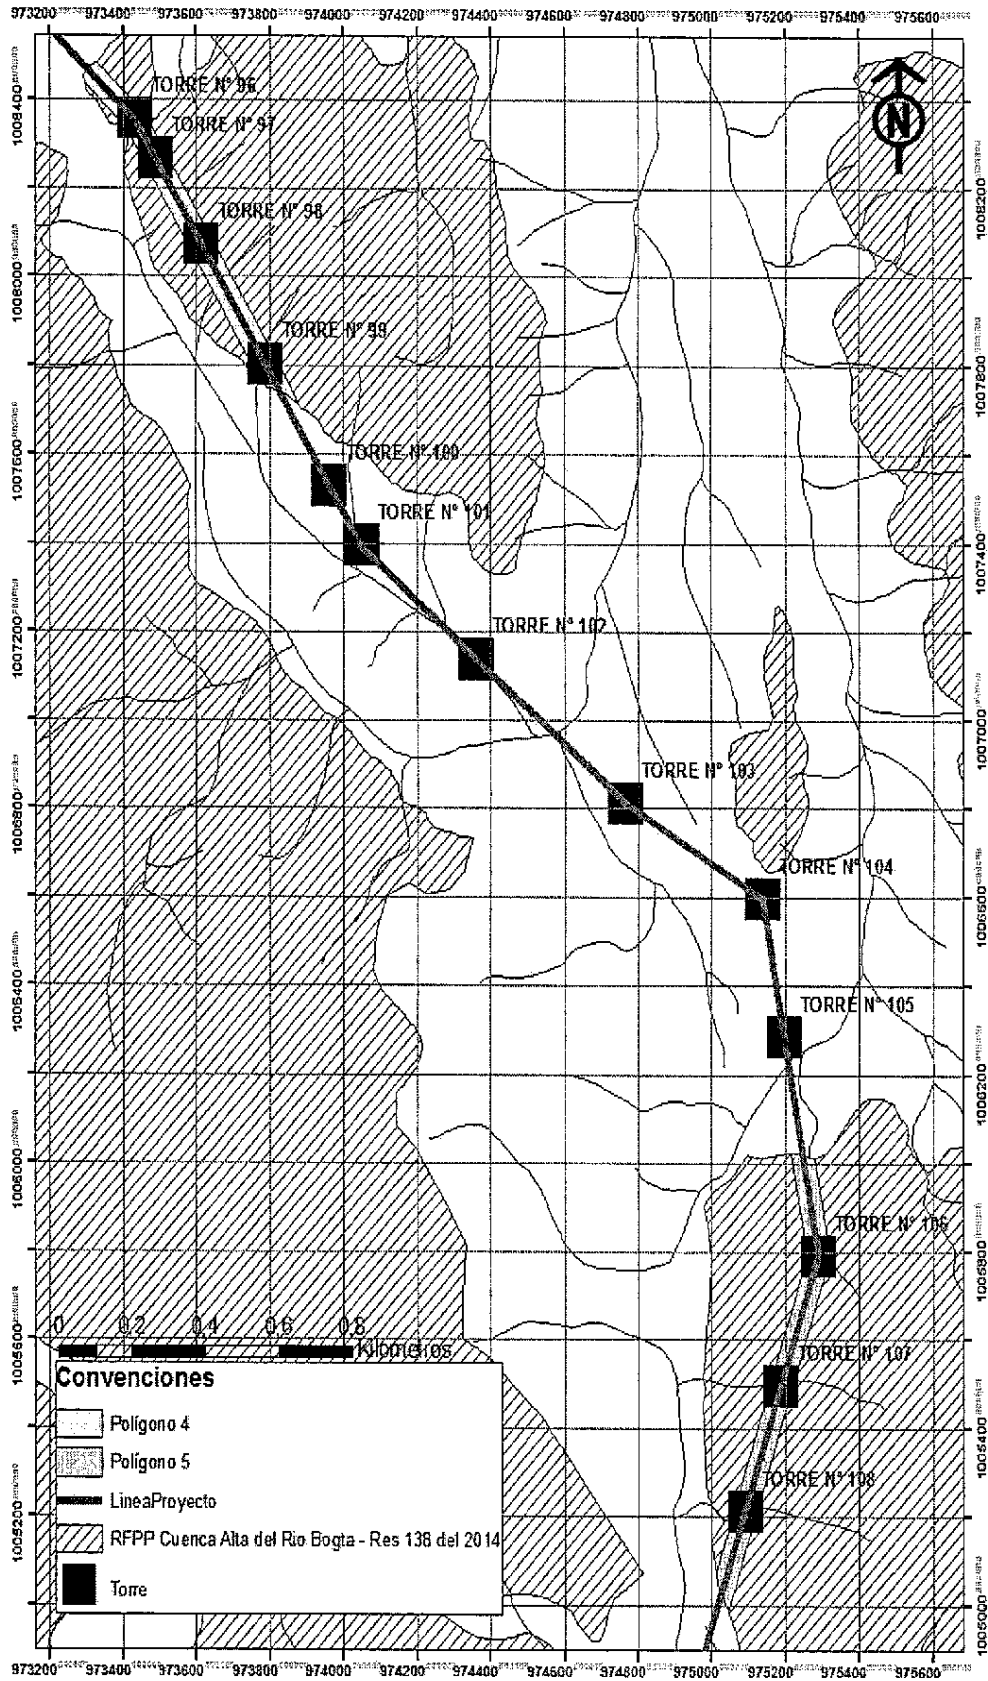 973200 973400 973600 973800 974000 974200 974400 974600 974800 975000 975200 975400 975600
N
TORRE N° 96
1008400
TORRE N° 97
1008200
TORRE N° 98
1008000
TORRE N° 99
1007800
TORRE N° 100
1007600
TORRE N° 101
1007400
TORRE N° 102
1007200
1007000
TORRE N° 103
1006800
TORRE N° 104
1006600
TORRE N° 105
1006400
1006200
1006000
TORRE N° 106
1005800
0 0.2 0.4 0.6 0.8
Kilometros
1005600
TORRE N° 107
Convenciones
Polígono 4
1005400
Polígono 5
TORRE N° 108
LineaProyecto
1005200
RFPP Cuenca Alta del Rio Bogta - Res 138 del 2014
Torre
1005000
973200 973400 973600 973800 974000 974200 974400 974600 974800 975000 975200 975400 975600